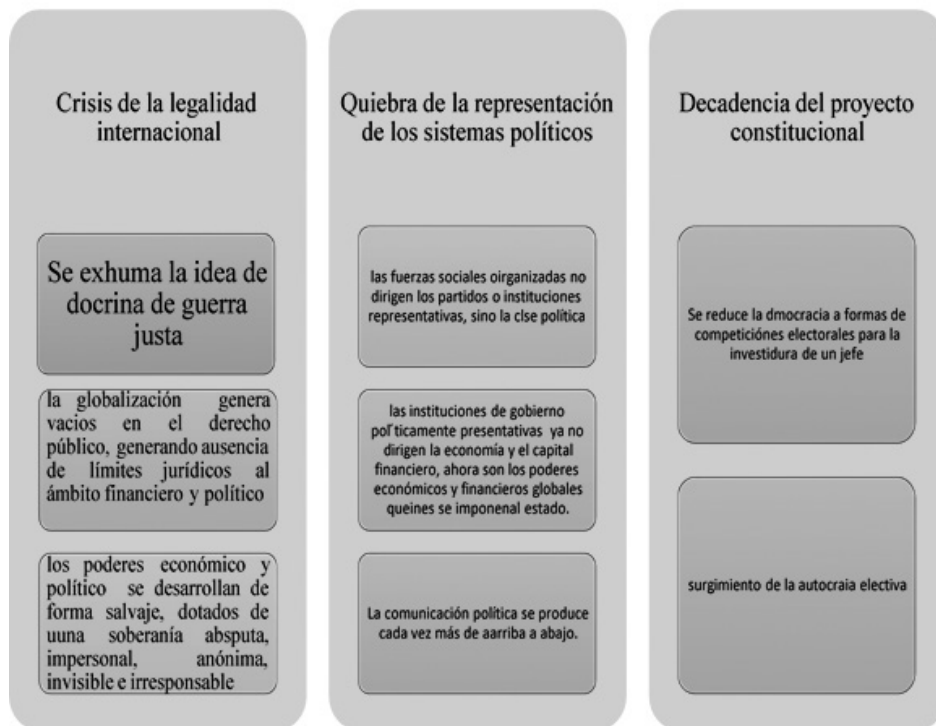 Crisis de la legalidad
internacional
Se exhuma la idea de
docrina de guerra
justa
la globalización genera
vacios en el derecho
público, generando ausencia
de límites jurídicos al
ámbito financiero y político
los poderes económico y
político se desarrollan de
forma salvaje, dotados de
uuna soberanía absputa,
impersonal, anónima,
invisible e irresponsable
Quiebra de la representación
de los sistemas políticos
las fuerzas sociales oirganizadas no
dirigen los partidos o instituciones
representativas, sino la clse política
las instituciones de gobierno
pol´ticamente presentativas ya no
dirigen la economía y el capital
financiero, ahora son los poderes
económicos y financieros globales
queines se imponenal estado.
La comunicación política se produce
cada vez más de aarriba a abajo.
Decadencia del proyecto
constitucional
Se reduce la dmocracia a formas de
competiciónes electorales para la
investidura de un jefe
surgimiento de la autocraia electiva